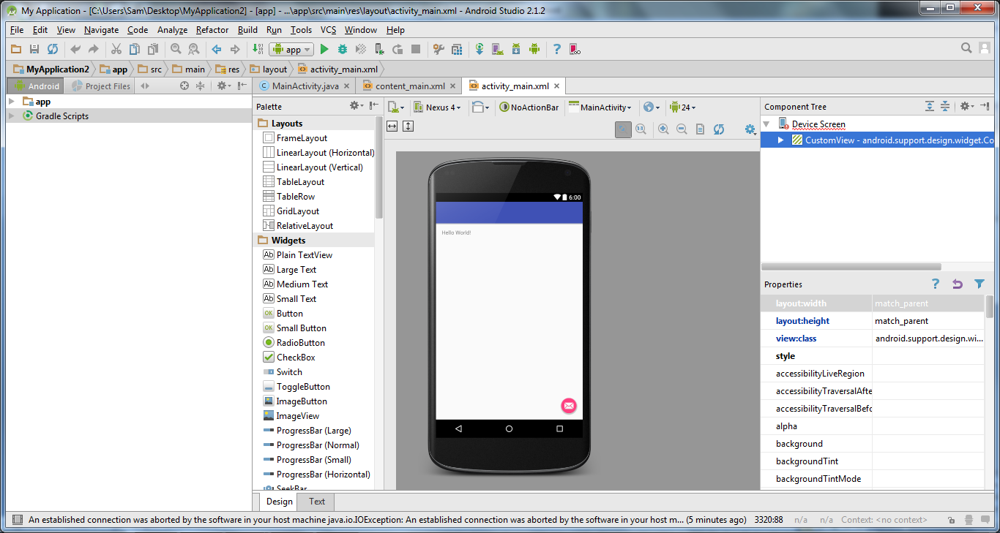 My Application - [C:\Users\Sam\Desktop\MyApplication2] - [app] - ...\app\src\main\res\layout\activity_main.xml - Android Studio 2.1.2
File Edit View Navigate Code Analyze Refactor Build Run Tools VCS Window Help
app
MyApplication2 app src main res layout activity_main.xml
Android Project Files
MainActivity.java content_main.xml activity_main.xml
app
Gradle Scripts
Palette
Layouts
FrameLayout
LinearLayout (Horizontal)
LinearLayout (Vertical)
TableLayout
TableRow
GridLayout
RelativeLayout
Widgets
Plain TextView
Large Text
Medium Text
Small Text
Button
Small Button
RadioButton
CheckBox
Switch
ToggleButton
ImageButton
ImageView
ProgressBar (Large)
ProgressBar (Normal)
ProgressBar (Small)
ProgressBar (Horizontal)
SeekBar
Nexus 4 NoActionBar MainActivity 24
6:00
Hello World!
Design Text
Component Tree
Device Screen
CustomView - android.support.design.widget.Co
Properties
layout:width match_parent
layout:height match_parent
view:class android.support.design.wi...
style
accessibilityLiveRegion
accessibilityTraversalAfte
accessibilityTraversalBefo
alpha
background
backgroundTint
backgroundTintMode
An established connection was aborted by the software in your host machine java.io.IOException: An established connection was aborted by the software in your host m... (5 minutes ago) 3320:88 n/a n/a Context: <no context>